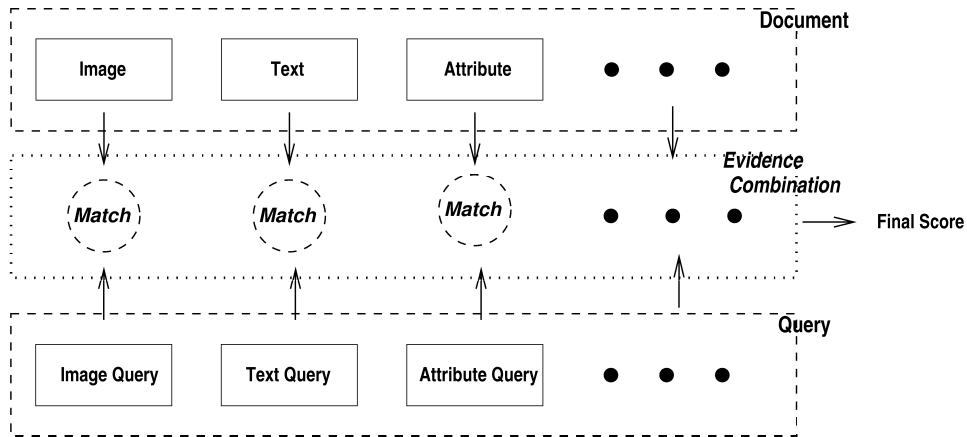 Document
Image
Text
Attribute
Evidence
Combination
Match
Match
Match
Final Score
Query
Image Query
Text Query
Attribute Query